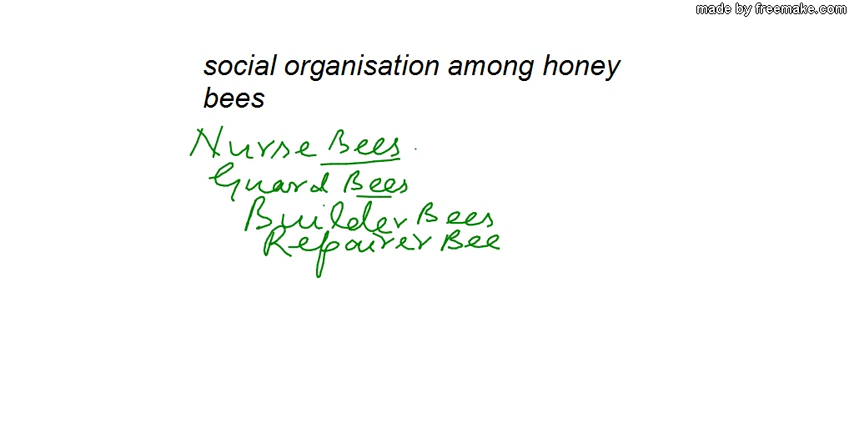 made by freemake.com
social organisation among honey
bees
Nurse Bees
Guard Bees
Builder Bees
Repairer Bee